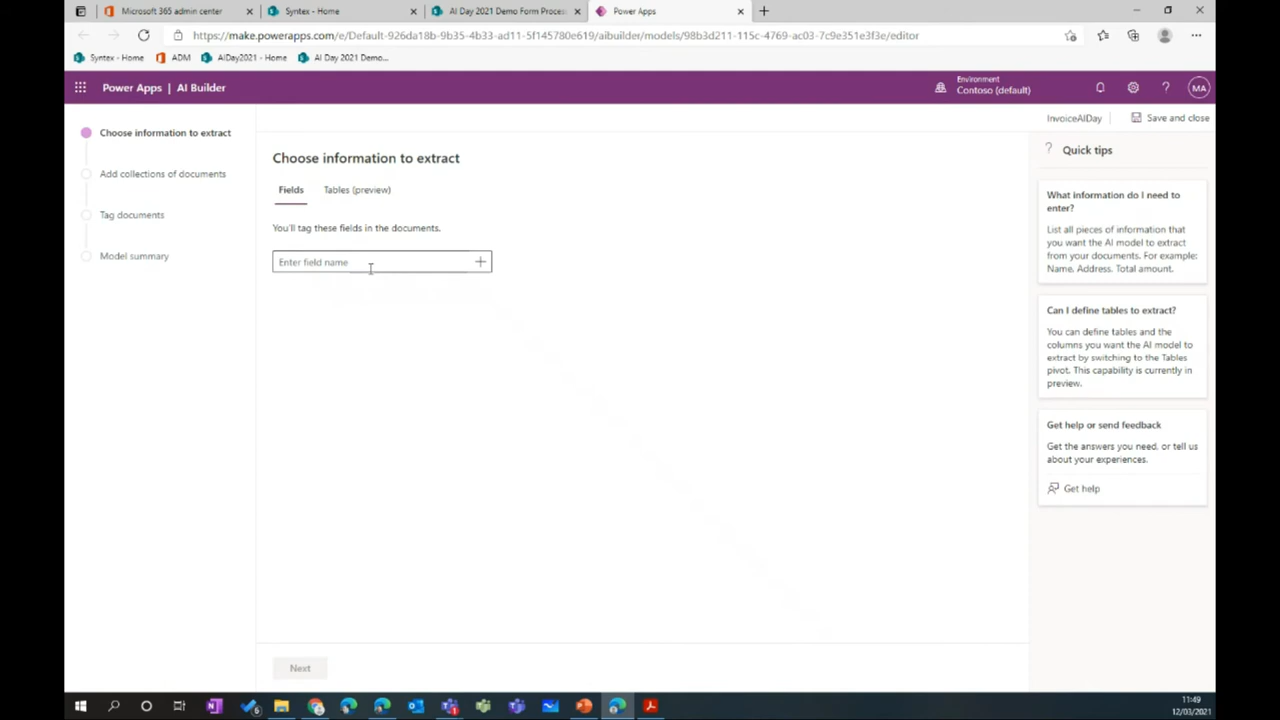 Microsoft 365 admin center
Syntex - Home
AI Day 2021 Demo Form Proces
Power Apps
https://make.powerapps.com/e/Default-926da18b-9b35-4b33-ad11-5f145780e619/aibuilder/models/98b3d211-115c-4769-ac03-7c9e351e3f3e/editor
Syntex - Home
ADM
AIDay2021 - Home
AI Day 2021 Demo...
Power Apps | AI Builder
Environment
Contoso (default)
MA
InvoiceAIDay
Save and close
Choose information to extract
Add collections of documents
Tag documents
Model summary
Choose information to extract
Fields
Tables (preview)
You'll tag these fields in the documents.
Enter field name
Next
Quick tips
What information do I need to
enter?
List all pieces of information that
you want the AI model to extract
from your documents. For example:
Name, Address, Total amount.
Can I define tables to extract?
You can define tables and the
columns you want the AI model to
extract by switching to the Tables
pivot. This capability is currently in
preview.
Get help or send feedback
Get the answers you need, or tell us
about your experiences.
Get help
11:49
12/03/2021